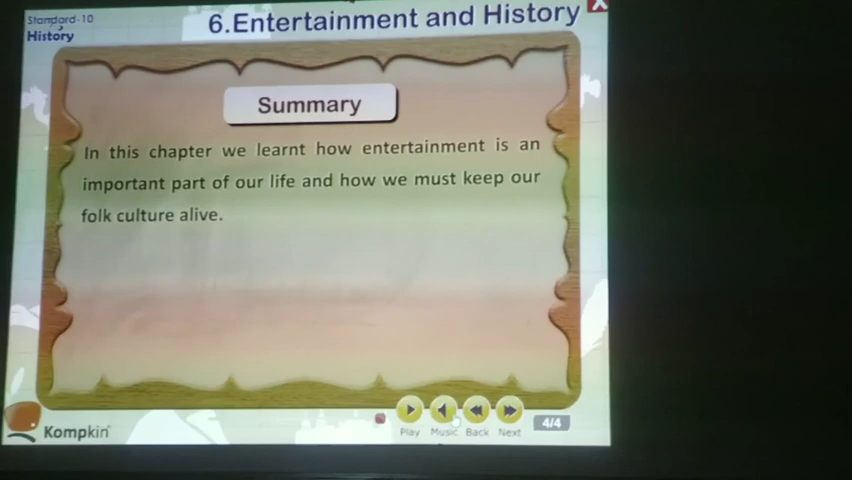 Standard-10
6.Entertainment and History
X
History
Summary
In this chapter we learnt how entertainment is an
important part of our life and how we must keep our
folk culture alive.
Play Music Back Next
4/4
Kompkin